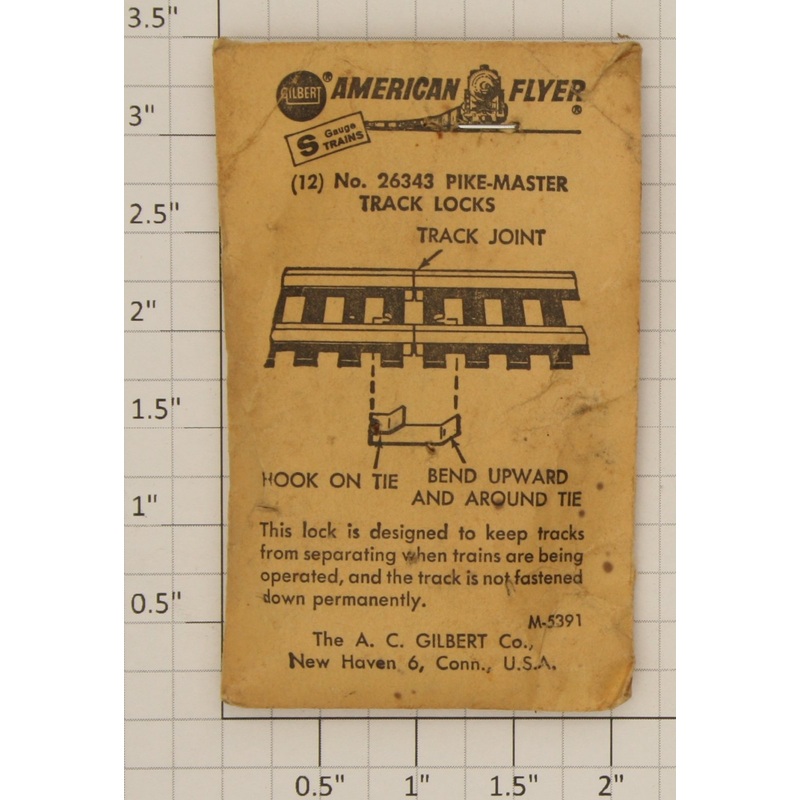 3.5"
3"
2.5"
2"
1.5"
1"
0.5"
GILBERT® AMERICAN FLYER®
S Gauge TRAINS
(12) No. 26343 PIKE-MASTER
TRACK LOCKS
TRACK JOINT
HOOK ON TIE
BEND UPWARD
AND AROUND TIE
This lock is designed to keep tracks
from separating when trains are being
operated, and the track is not fastened
down permanently.
M-5391
The A. C. GILBERT Co.,
New Haven 6, Conn., U.S.A.
0.5" 1" 1.5" 2"